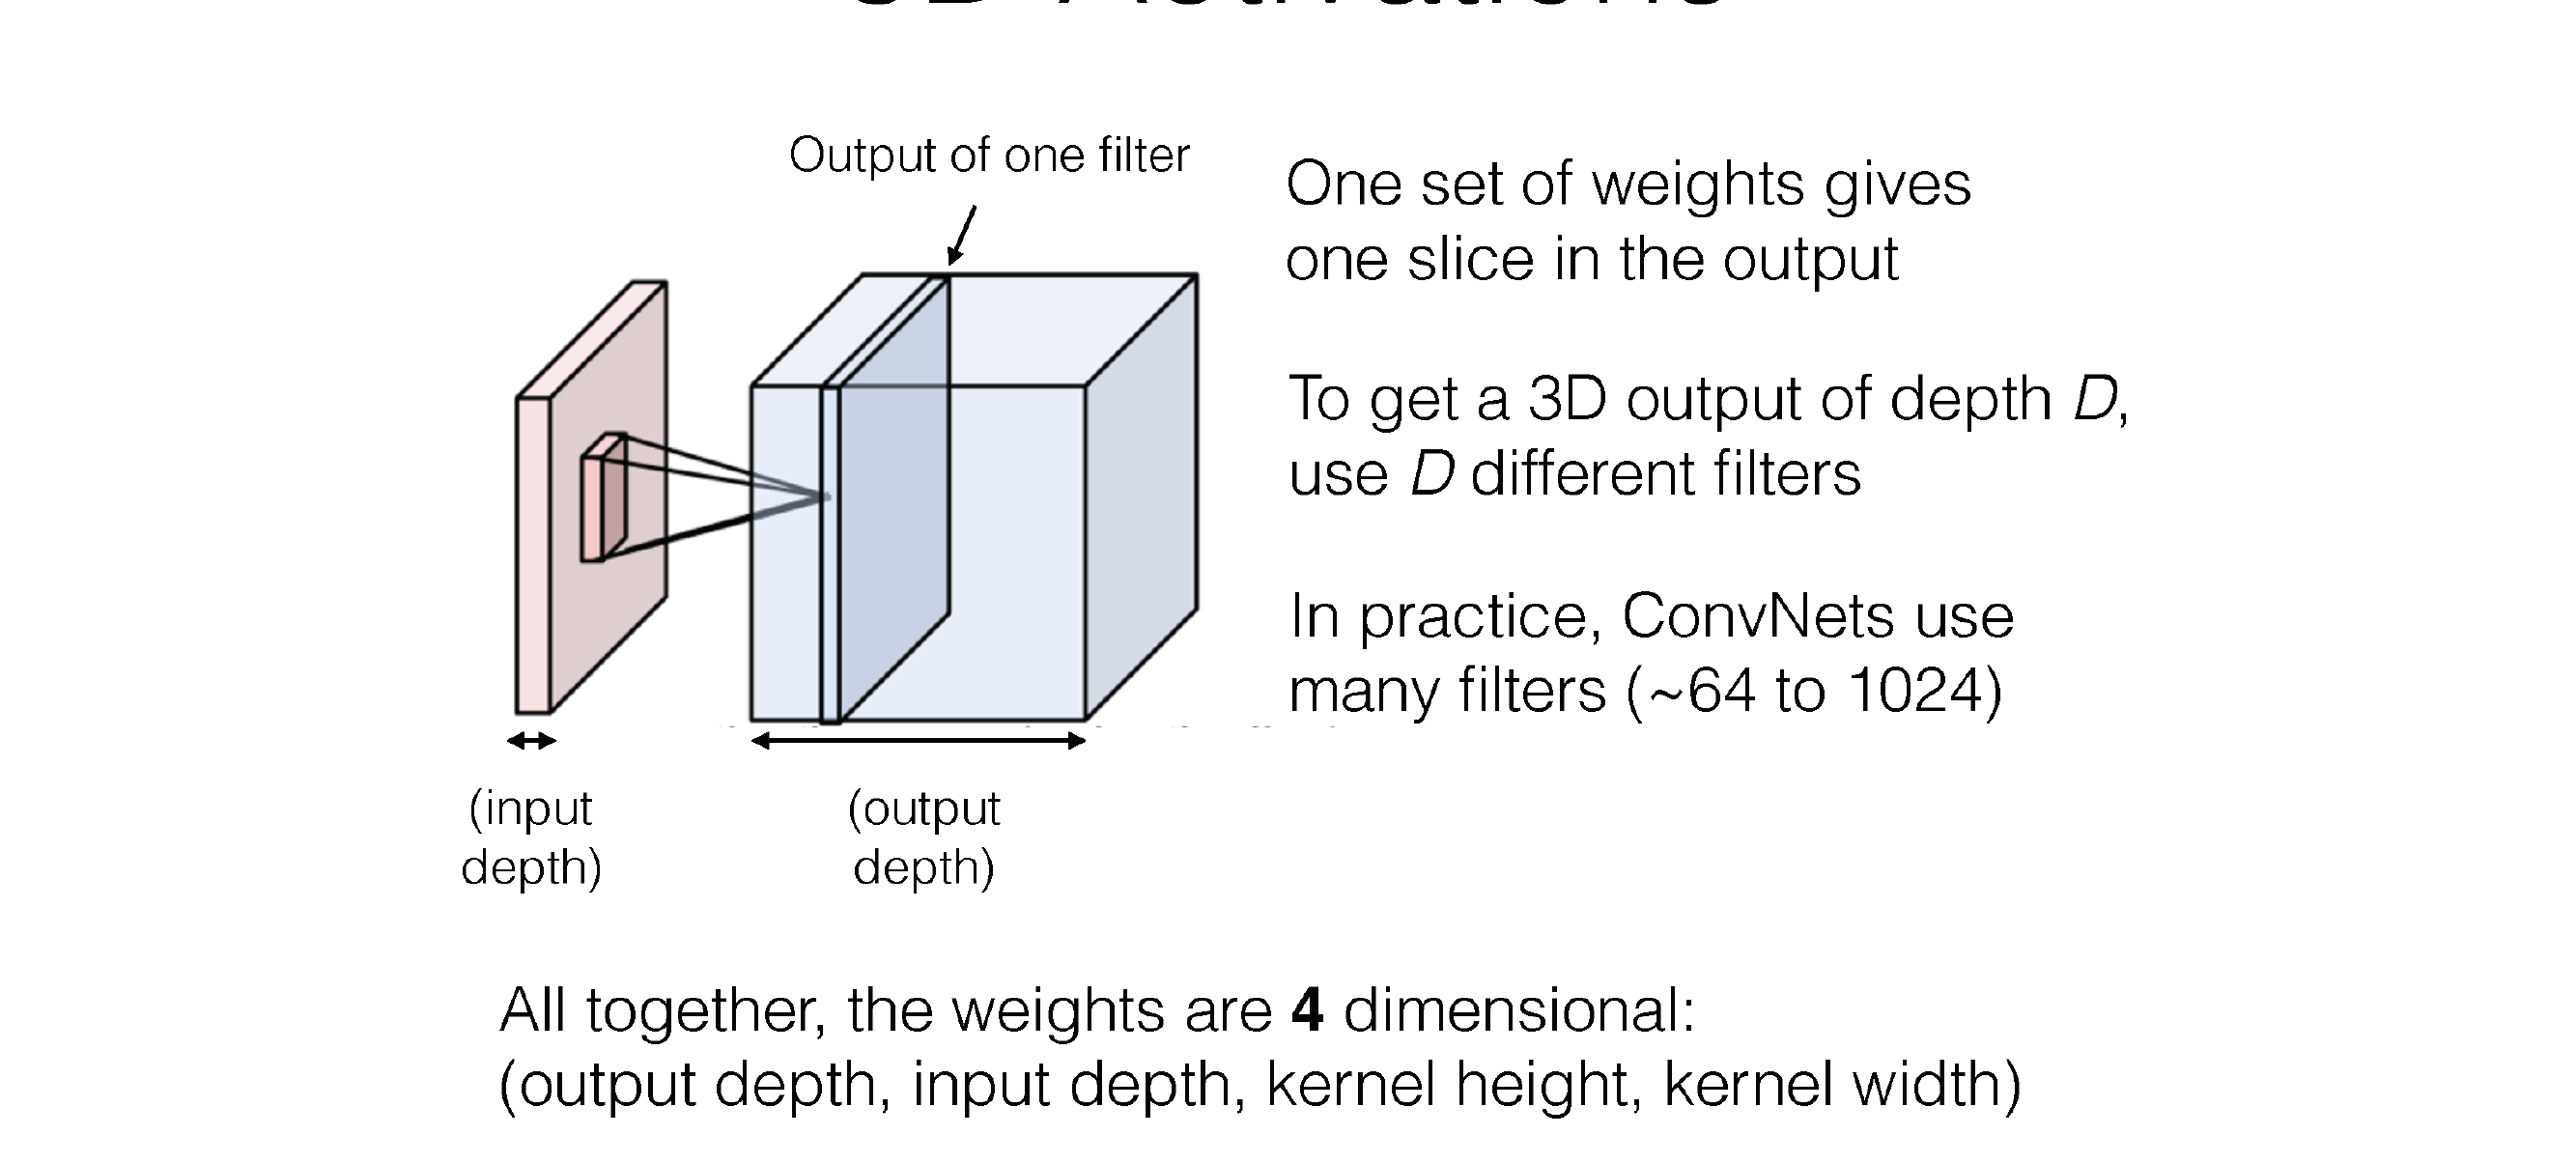 Output of one filter
One set of weights gives
one slice in the output
To get a 3D output of depth D,
use D different filters
In practice, ConvNets use
many filters (~64 to 1024)
(input
depth)
(output
depth)
All together, the weights are 4 dimensional:
(output depth, input depth, kernel height, kernel width)